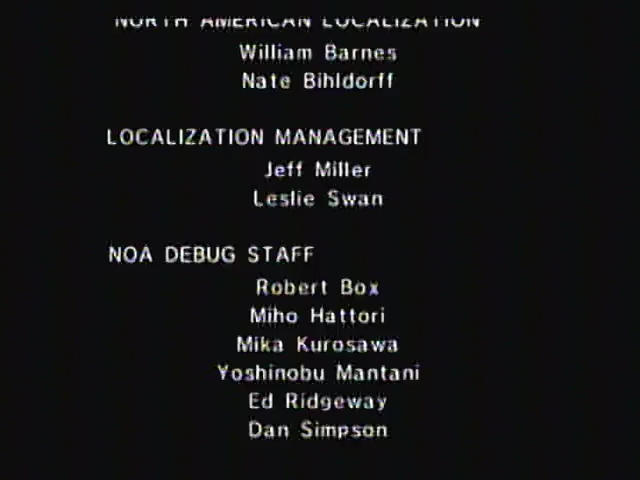 NORTH AMERICAN LOCALIZATION
William Barnes
Nate Bihldorff
LOCALIZATION MANAGEMENT
Jeff Miller
Leslie Swan
NOA DEBUG STAFF
Robert Box
Miho Hattori
Mika Kurosawa
Yoshinobu Mantani
Ed Ridgeway
Dan Simpson